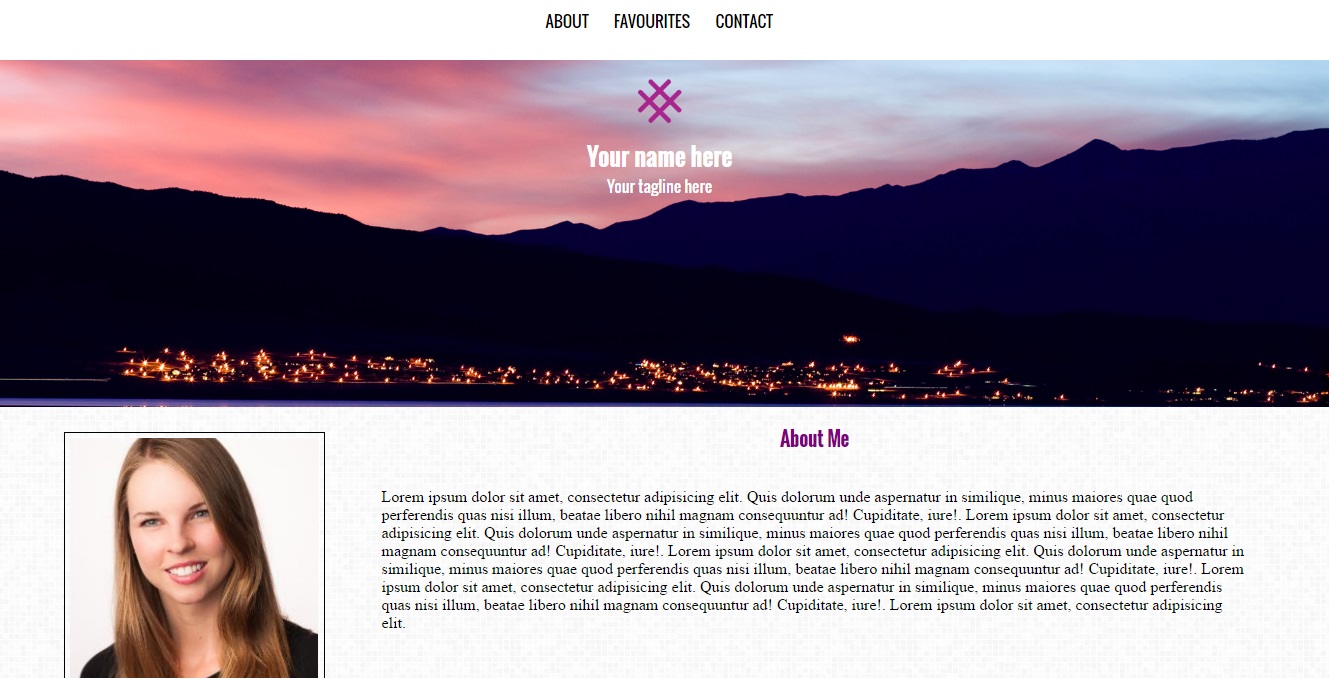 ABOUT FAVOURITES CONTACT
Your name here
Your tagline here
About Me
Lorem ipsum dolor sit amet, consectetur adipisicing elit. Quis dolorum unde aspernatur in similique, minus maiores quae quod
perferendis quas nisi illum, beatae libero nihil magnam consequuntur ad! Cupiditate, iure!. Lorem ipsum dolor sit amet, consectetur
adipisicing elit. Quis dolorum unde aspernatur in similique, minus maiores quae quod perferendis quas nisi illum, beatae libero nihil
magnam consequuntur ad! Cupiditate, iure!. Lorem ipsum dolor sit amet, consectetur adipisicing elit. Quis dolorum unde aspernatur in
similique, minus maiores quae quod perferendis quas nisi illum, beatae libero nihil magnam consequuntur ad! Cupiditate, iure!. Lorem
ipsum dolor sit amet, consectetur adipisicing elit. Quis dolorum unde aspernatur in similique, minus maiores quae quod perferendis
quas nisi illum, beatae libero nihil magnam consequuntur ad! Cupiditate, iure!. Lorem ipsum dolor sit amet, consectetur adipisicing
elit.